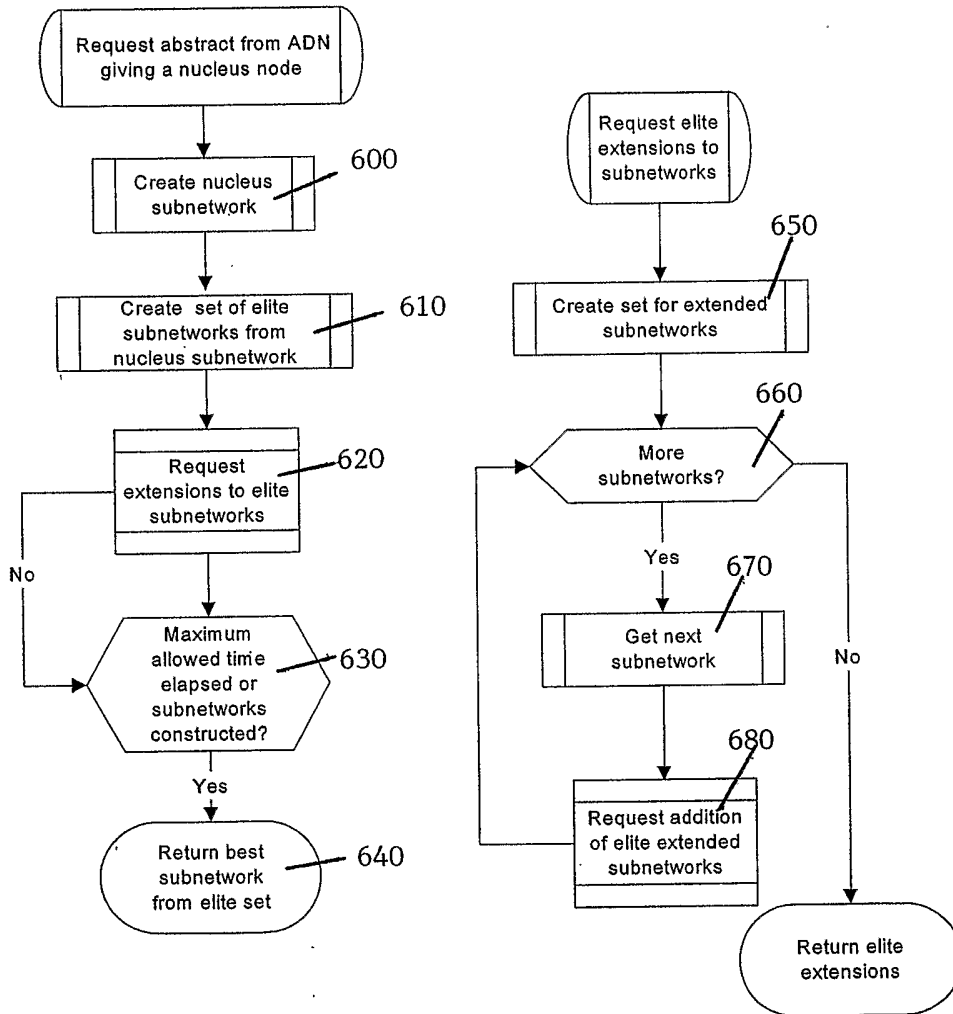 Request abstract from ADN
giving a nucleus node
600
Create nucleus
subnetwork
Create set of elite
subnetworks from
nucleus subnetwork
610
Request
extensions to elite
subnetworks
620
No
Maximum
allowed time
elapsed or
subnetworks
constructed?
630
Yes
Return best
subnetwork
from elite set
640
Request elite
extensions to
subnetworks
650
Create set for extended
subnetworks
660
More
subnetworks?
Yes
670
Get next
subnetwork
No
680
Request addition
of elite extended
subnetworks
Return elite
extensions